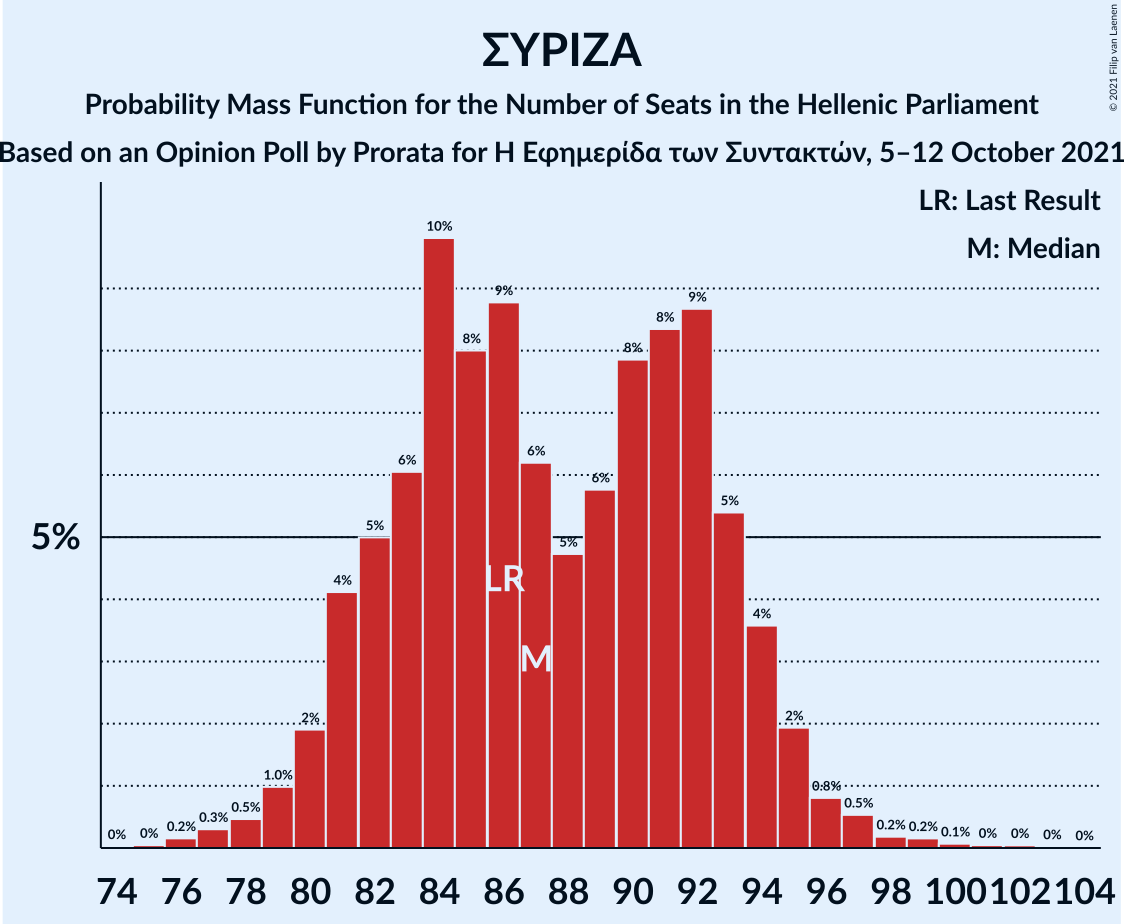 ΣΥΡΙΖΑ
© 2021 Filip van Laenen
Probability Mass Function for the Number of Seats in the Hellenic Parliament
Based on an Opinion Poll by Prorata for Η Εφημερίδα των Συντακτών, 5–12 October 2021
LR: Last Result
M: Median
10%
9%
9%
8%
8%
8%
6%
6%
6%
5%
5%
5%
5%
4%
LR
4%
M
2%
2%
1.0%
0.8%
0.5%
0.5%
0.3%
0.2%
0.2%
0.2%
0.1%
0% 0% 0% 0% 0% 0%
74 76 78 80 82 84 86 88 90 92 94 96 98 100 102 104